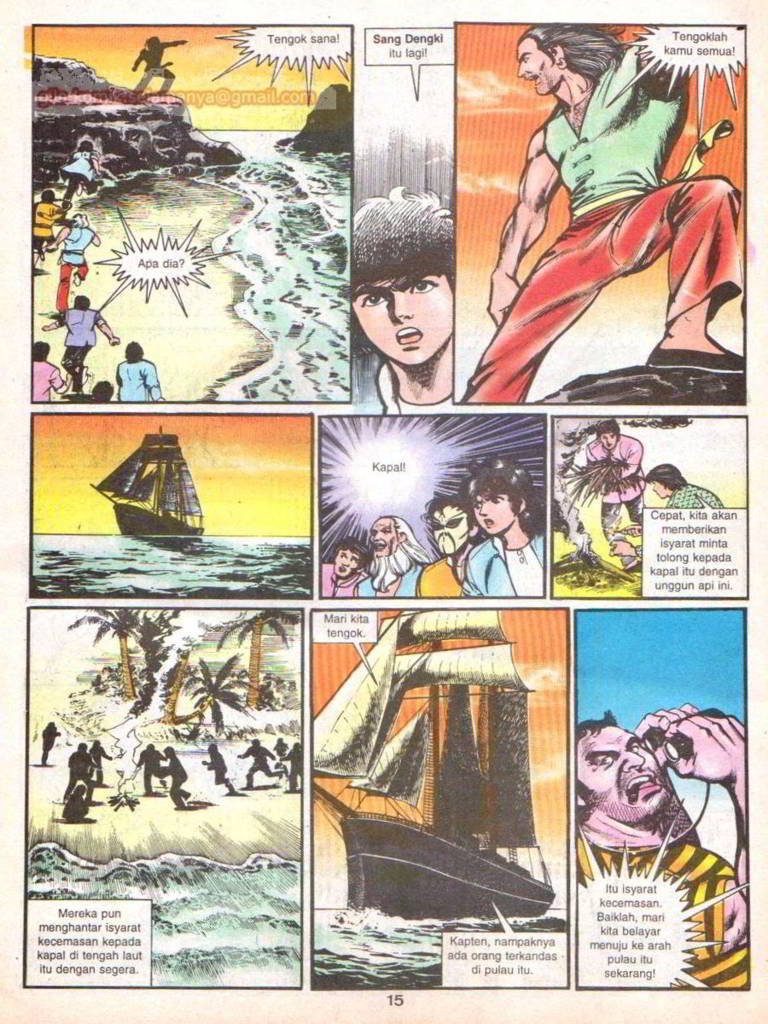 Tengok sana!
Apa dia?
Sang Dengki
itu lagi!
Tengoklah
kamu semua!
Kapal!
Cepat, kita akan
memberikan
isyarat minta
tolong kepada
kapal itu dengan
unggun api ini.
Mereka pun
menghantar isyarat
kecemasan kepada
kapal di tengah laut
itu dengan segera.
Mari kita
tengok.
Kapten, nampaknya
ada orang terkandas
di pulau itu.
Itu isyarat
kecemasan.
Baiklah, mari
kita belayar
menuju ke arah
pulau itu
sekarang!
15